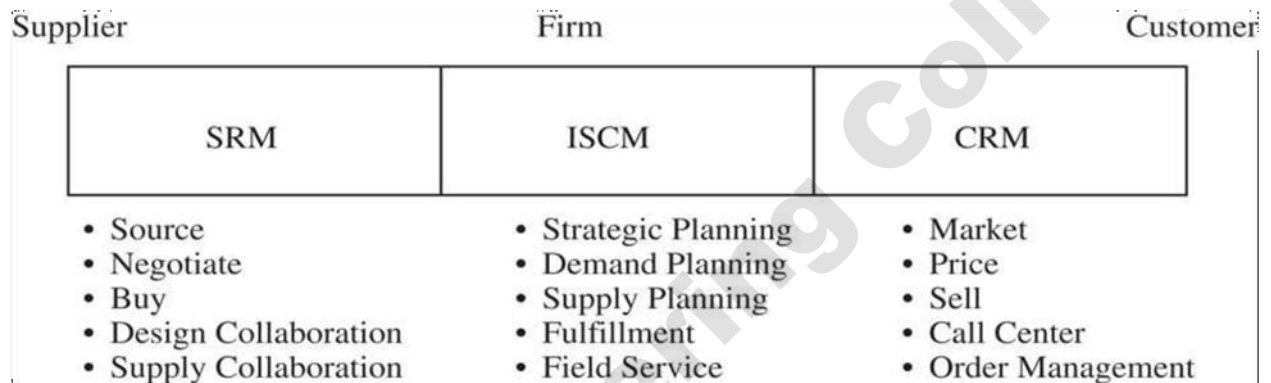 Supplier Firm Customer
SRM ISCM CRM
• Source • Strategic Planning • Market
• Negotiate • Demand Planning • Price
• Buy • Supply Planning • Sell
• Design Collaboration • Fulfillment • Call Center
• Supply Collaboration • Field Service • Order Management